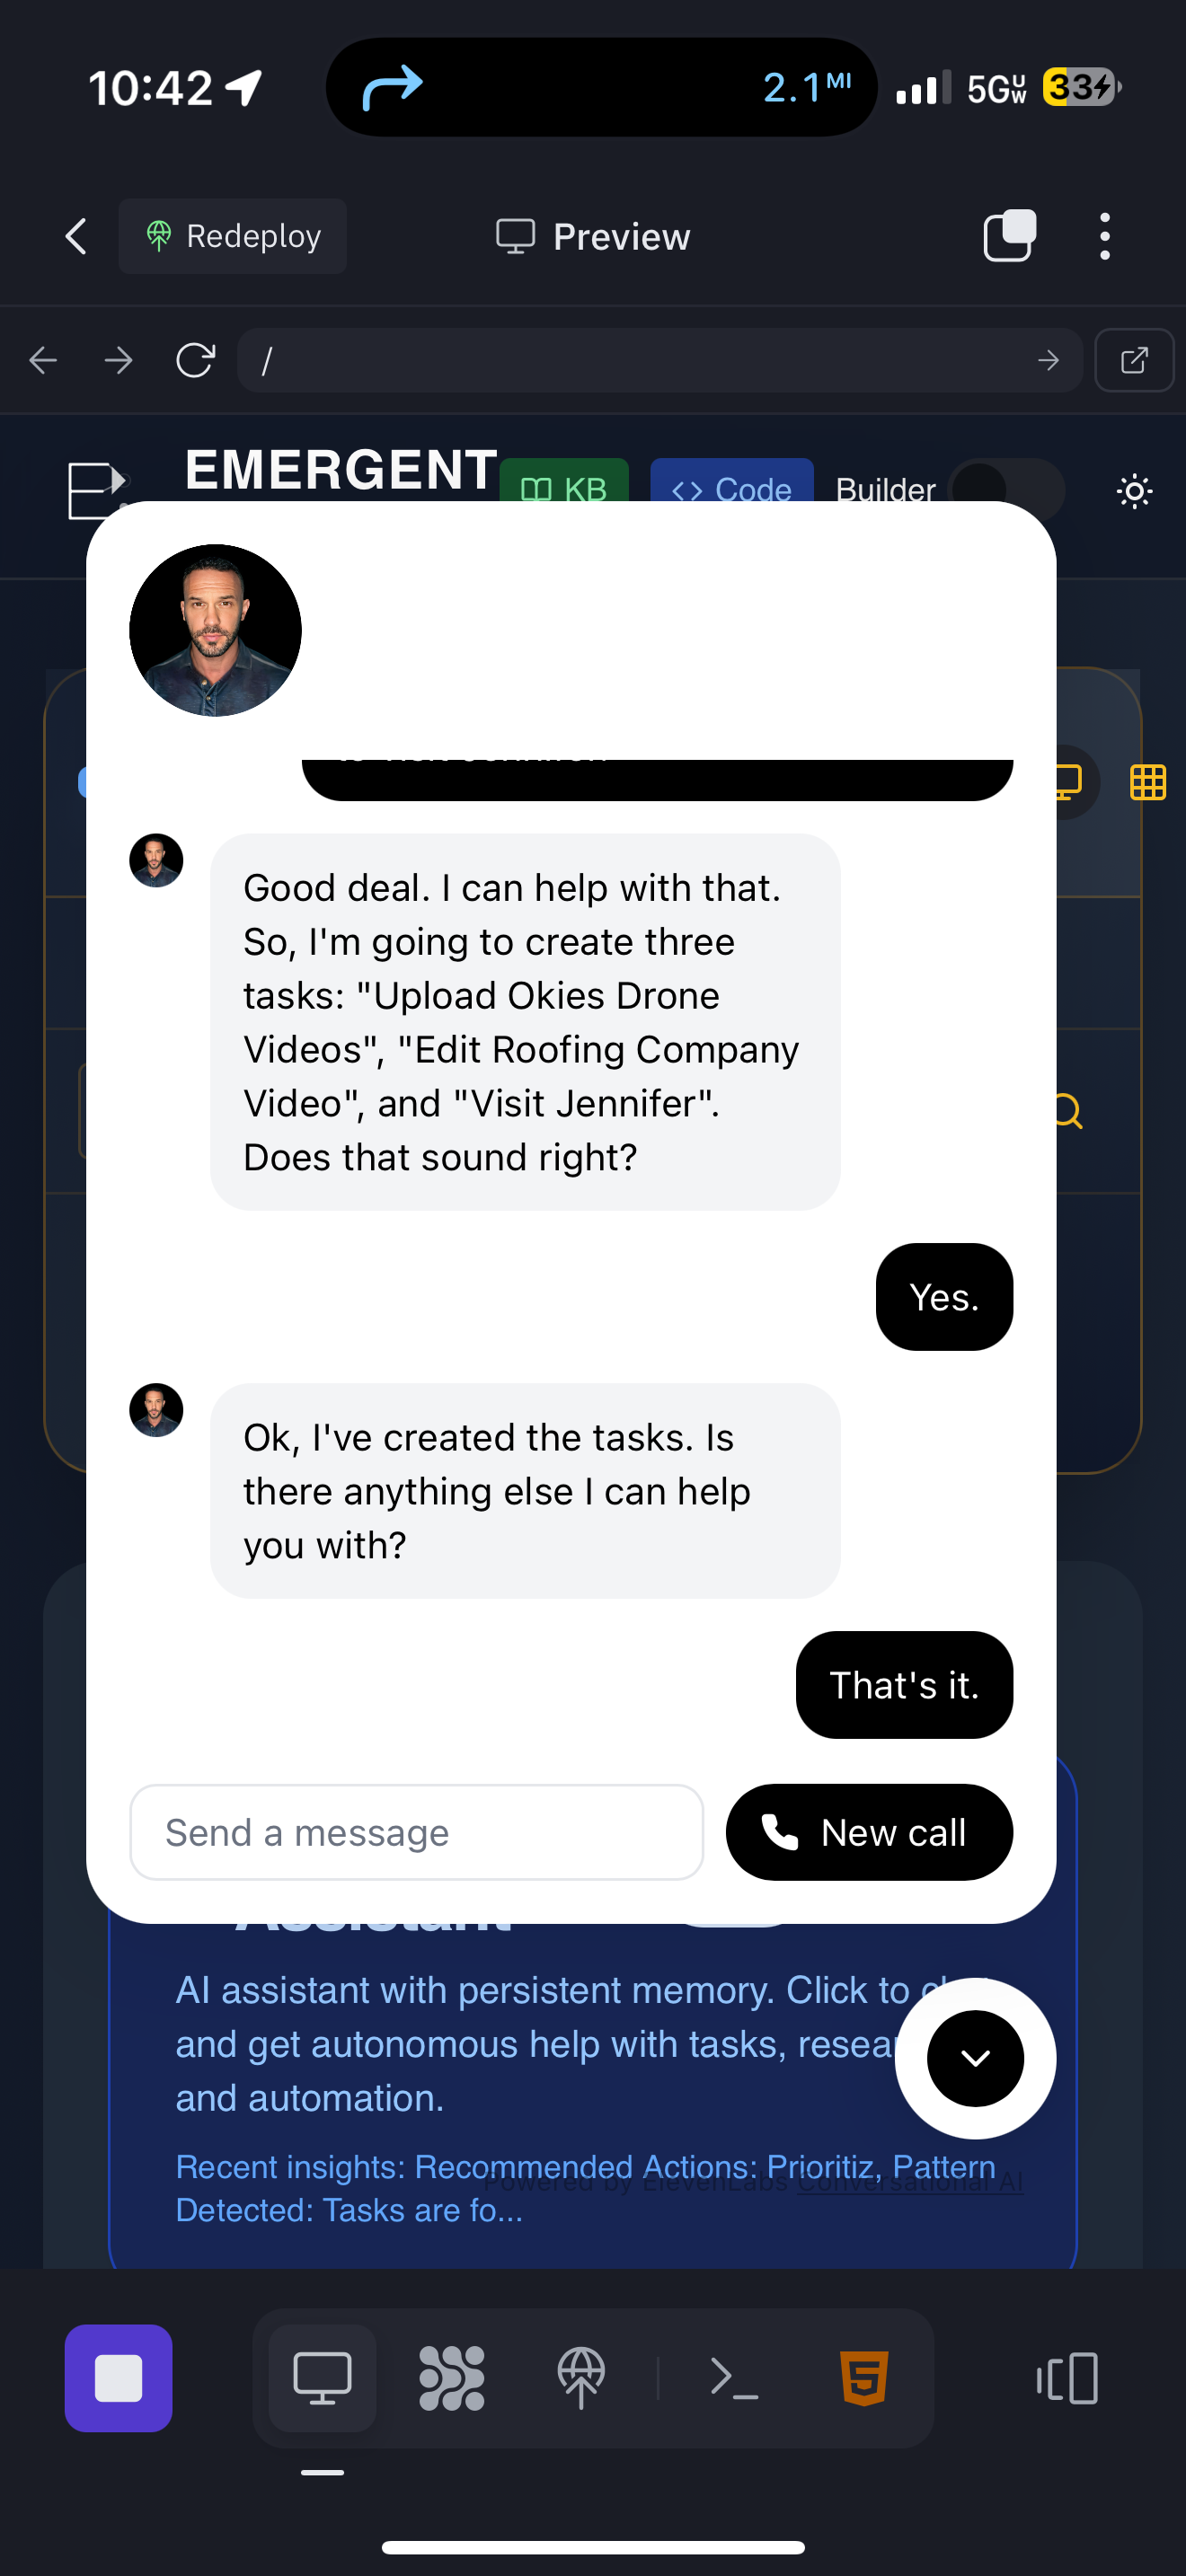 10:42
2.1 MI
5G UW
33
Redeploy
Preview
/
EMERGENT
KB
<> Code
Builder
Good deal. I can help with that.
So, I'm going to create three
tasks: "Upload Okies Drone
Videos", "Edit Roofing Company
Video", and "Visit Jennifer".
Does that sound right?
Yes.
Ok, I've created the tasks. Is
there anything else I can help
you with?
That's it.
Send a message
New call
Assistant
AI assistant with persistent memory. Click to
and get autonomous help with tasks,
and automation.
Recent insights: Recommended Actions: Prioritiz, Pattern
Powered by ElevenLabs Conversational AI
Detected: Tasks are fo...